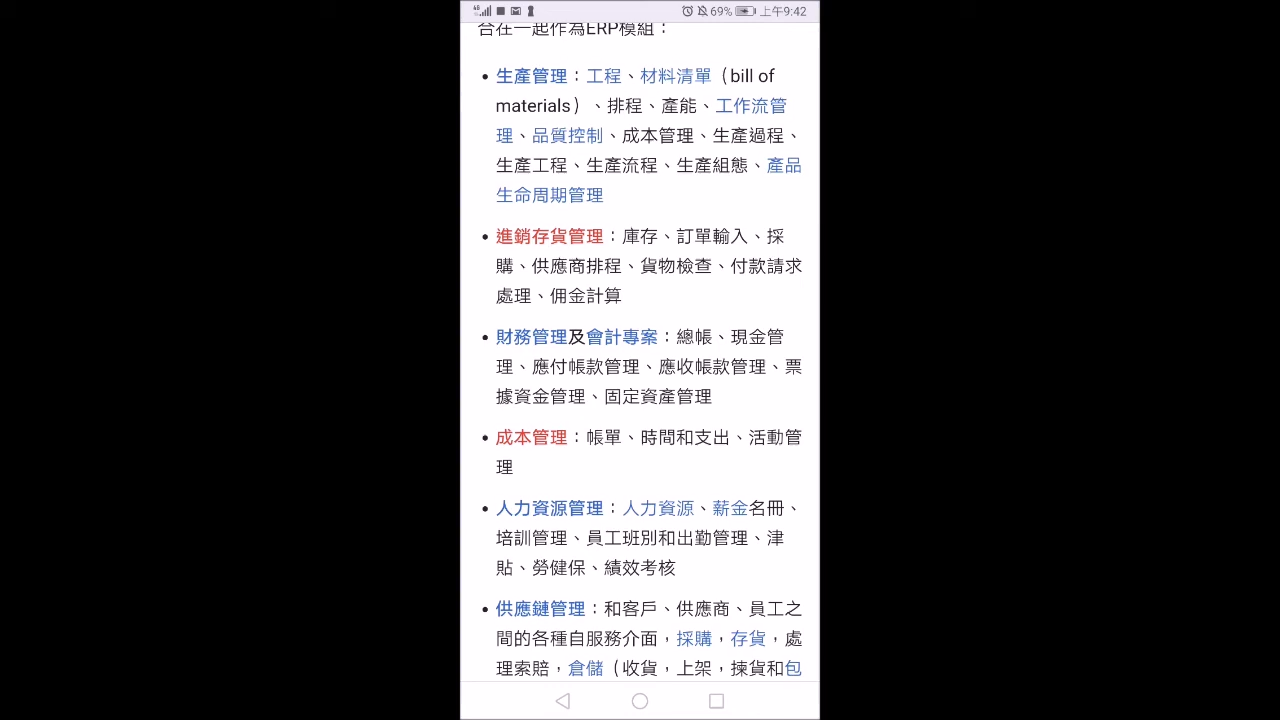 4G 69% 上午9:42
合在一起作為ERP模組：
• 生產管理：工程、材料清單（bill of
materials）、排程、產能、工作流管
理、品質控制、成本管理、生產過程、
生產工程、生產流程、生產組態、產品
生命周期管理
• 進銷存貨管理：庫存、訂單輸入、採
購、供應商排程、貨物檢查、付款請求
處理、佣金計算
• 財務管理及會計專案：總帳、現金管
理、應付帳款管理、應收帳款管理、票
據資金管理、固定資產管理
• 成本管理：帳單、時間和支出、活動管
理
• 人力資源管理：人力資源、薪金名冊、
培訓管理、員工班別和出勤管理、津
貼、勞健保、績效考核
• 供應鏈管理：和客戶、供應商、員工之
間的各種自服務介面，採購，存貨，處
理索賠，倉儲（收貨，上架，揀貨和包